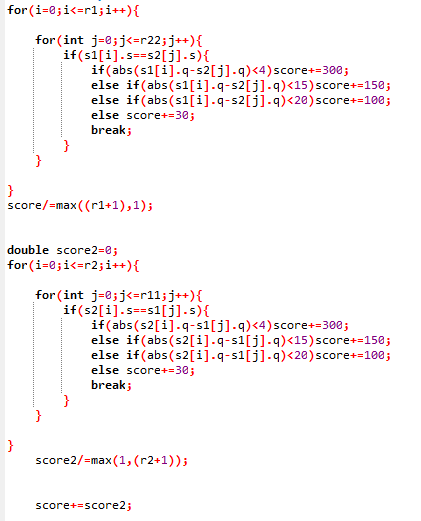 for(i=0;i<=r1;i++){
for(int j=0;j<=r22;j++){
if(s1[i].s==s2[j].s){
if(abs(s1[i].q-s2[j].q)<4)score+=300;
else if(abs(s1[i].q-s2[j].q)<15)score+=150;
else if(abs(s1[i].q-s2[j].q)<20)score+=100;
else score+=30;
break;
}
}
}
score/=max((r1+1),1);
double score2=0;
for(i=0;i<=r2;i++){
for(int j=0;j<=r11;j++){
if(s2[i].s==s1[j].s){
if(abs(s2[i].q-s1[j].q)<4)score+=300;
else if(abs(s2[i].q-s1[j].q)<15)score+=150;
else if(abs(s2[i].q-s1[j].q)<20)score+=100;
else score+=30;
break;
}
}
}
score2/=max(1,(r2+1));
score+=score2;